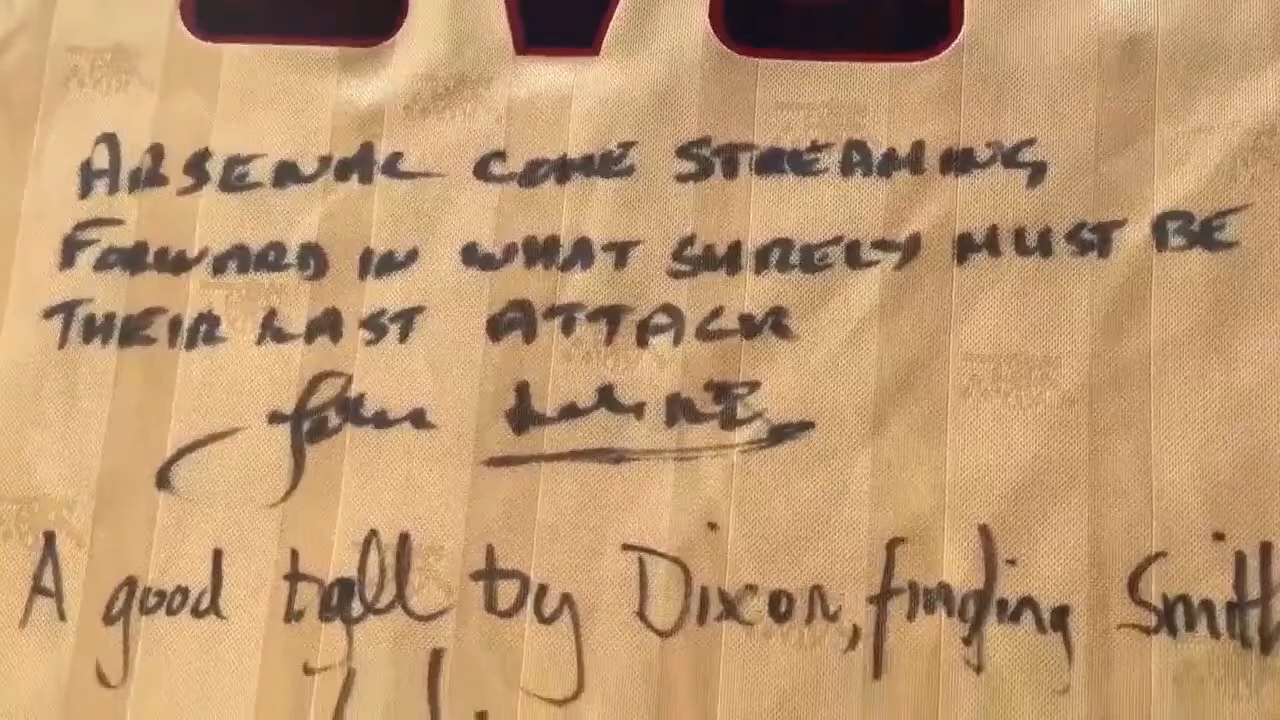 ARSENAL COME STREAMING
FORWARD IN WHAT SURELY MUST BE
THEIR LAST ATTACK
A good ball by Dixon, finding Smith